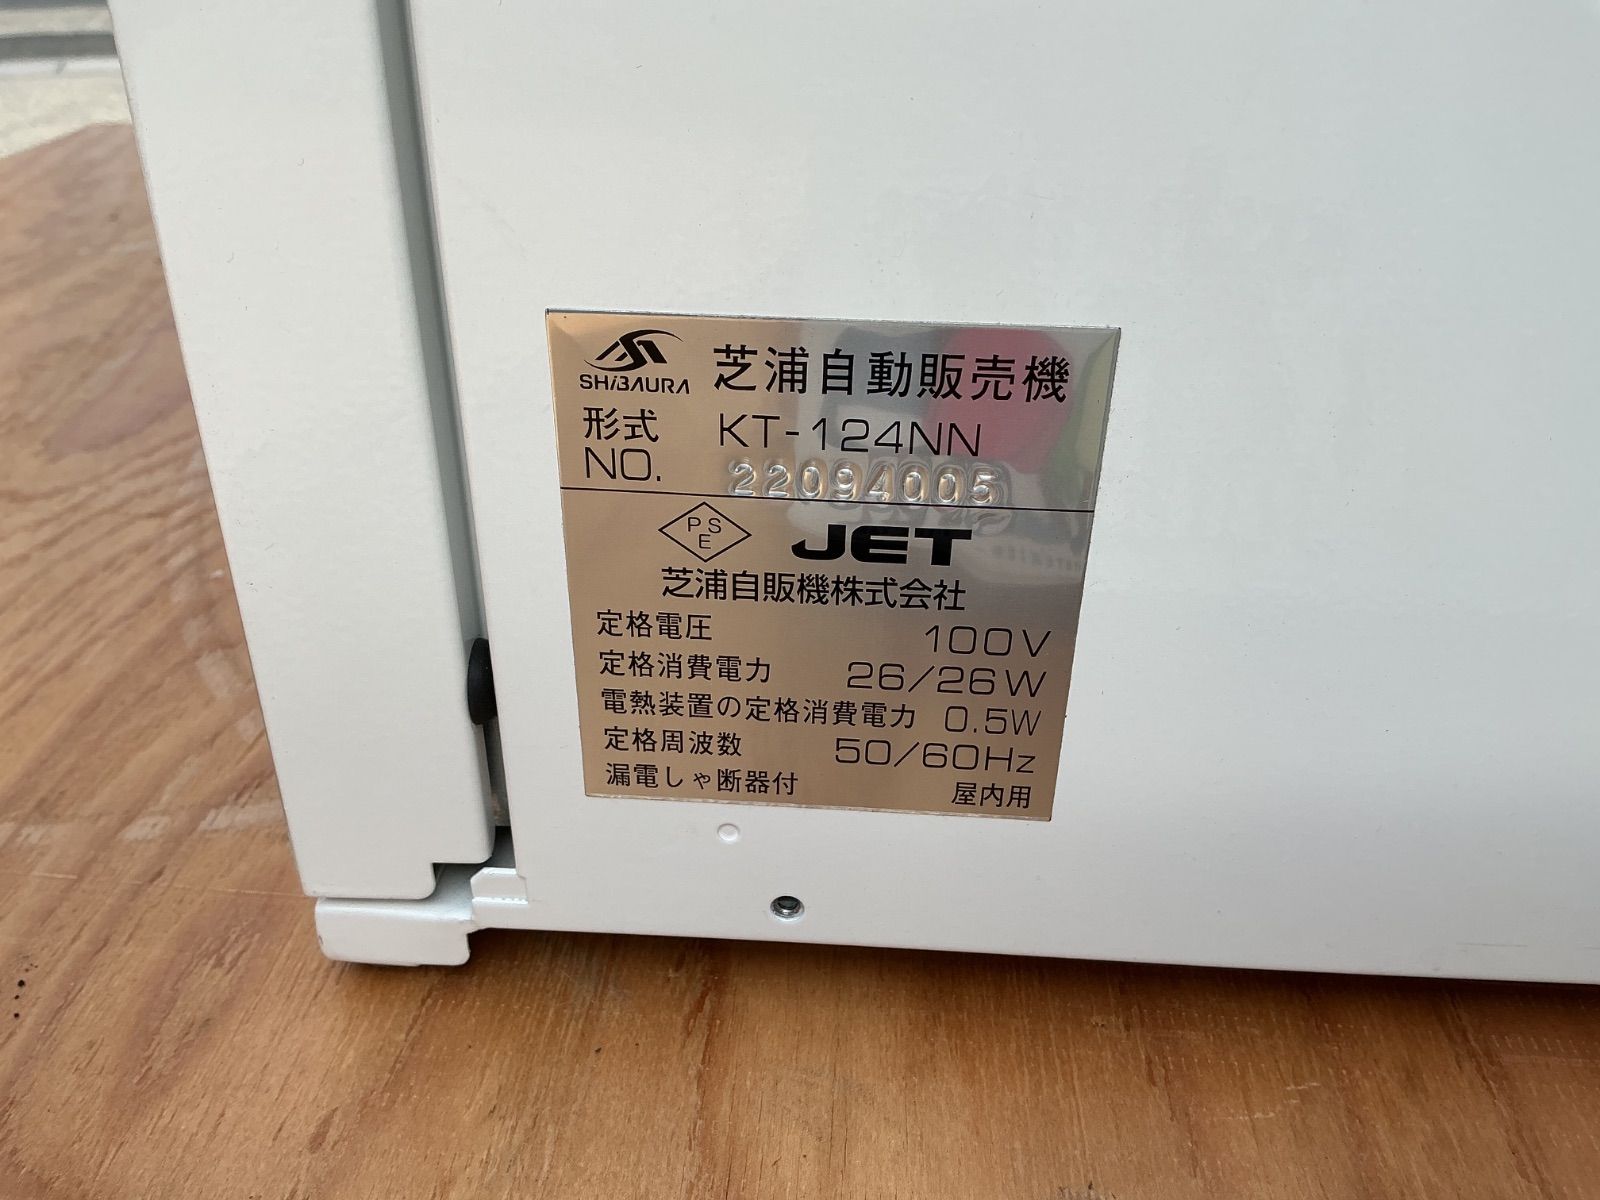 SHIBAURA 芝浦自動販売機
形式 KT-124NN
NO. 22094005
PSE JET
芝浦自販機株式会社
定格電圧 100V
定格消費電力 26/26W
電熱装置の定格消費電力 0.5W
定格周波数 50/60Hz
漏電しゃ断器付 屋内用